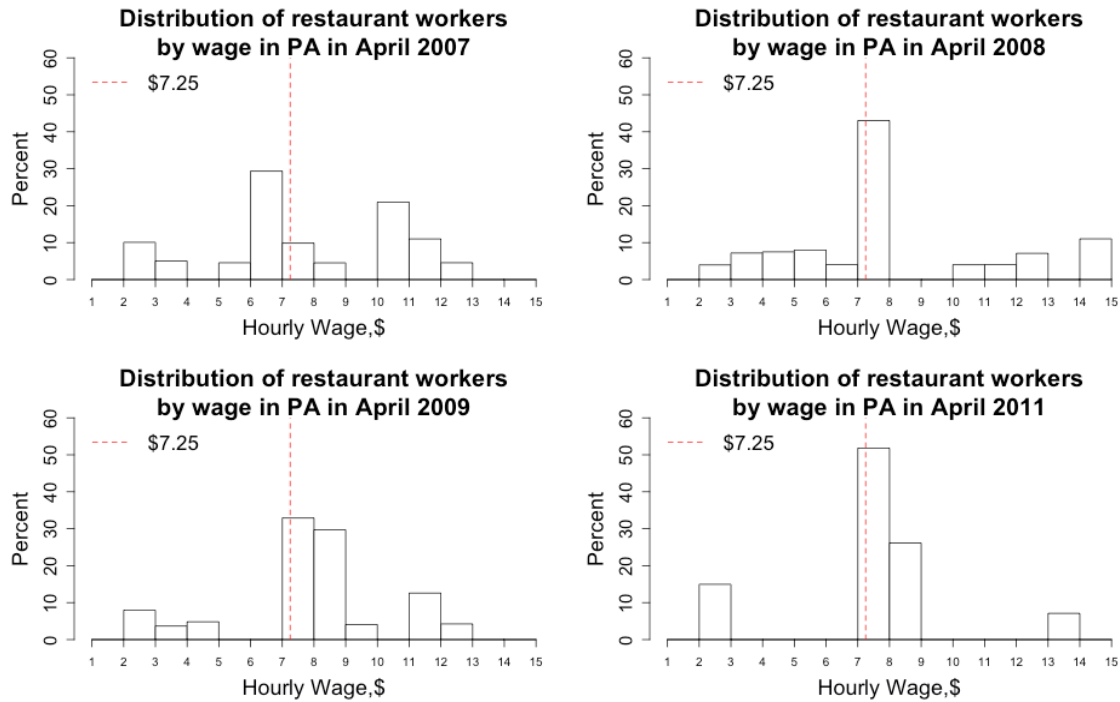 Distribution of restaurant workers
by wage in PA in April 2007
$7.25
Percent
0 10 20 30 40 50 60
1 2 3 4 5 6 7 8 9 10 11 12 13 14 15
Hourly Wage,$
Distribution of restaurant workers
by wage in PA in April 2008
$7.25
Percent
0 10 20 30 40 50 60
1 2 3 4 5 6 7 8 9 10 11 12 13 14 15
Hourly Wage,$
Distribution of restaurant workers
by wage in PA in April 2009
$7.25
Percent
0 10 20 30 40 50 60
1 2 3 4 5 6 7 8 9 10 11 12 13 14 15
Hourly Wage,$
Distribution of restaurant workers
by wage in PA in April 2011
$7.25
Percent
0 10 20 30 40 50 60
1 2 3 4 5 6 7 8 9 10 11 12 13 14 15
Hourly Wage,$